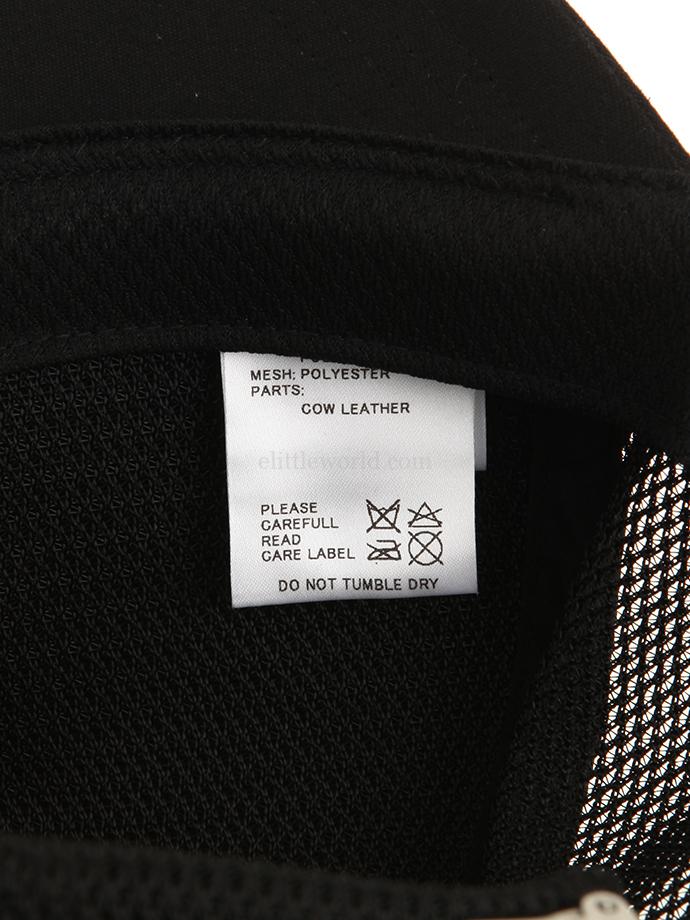 MESH: POLYESTER
PARTS:
COW LEATHER
elittleworld.com
PLEASE
CAREFULL
READ
CARE LABEL
DO NOT TUMBLE DRY